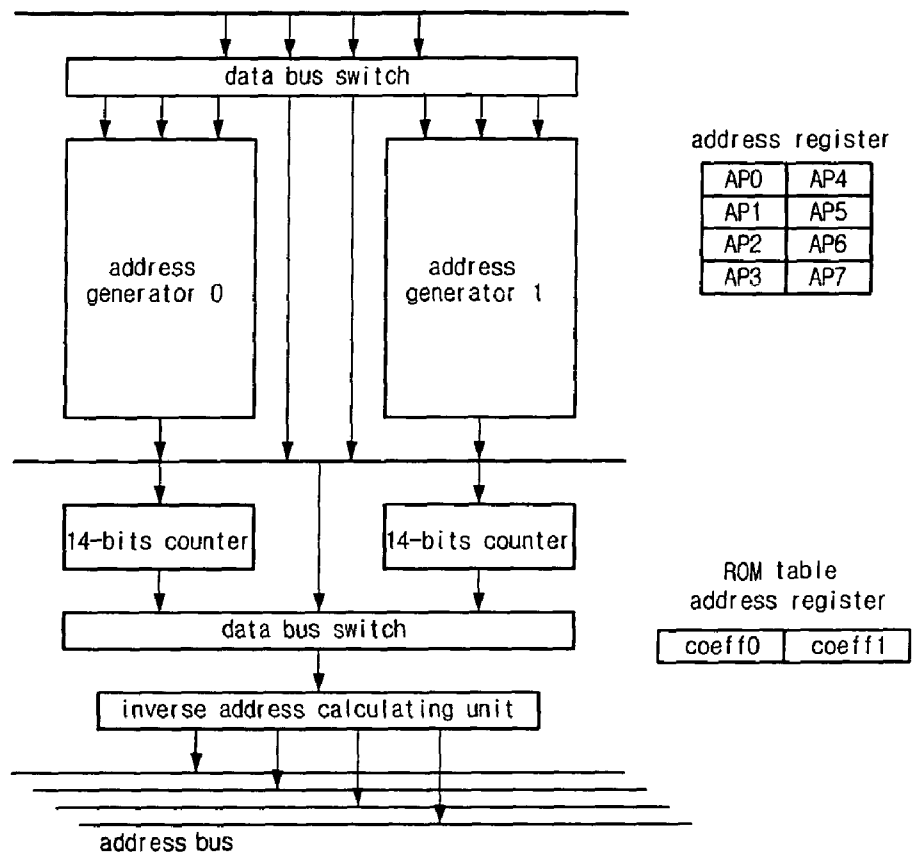 data bus switch
address register
AP0 AP4
AP1 AP5
AP2 AP6
AP3 AP7
address
generator 0
address
generator 1
14-bits counter
14-bits counter
ROM table
address register
coeff0 coeff1
data bus switch
inverse address calculating unit
address bus